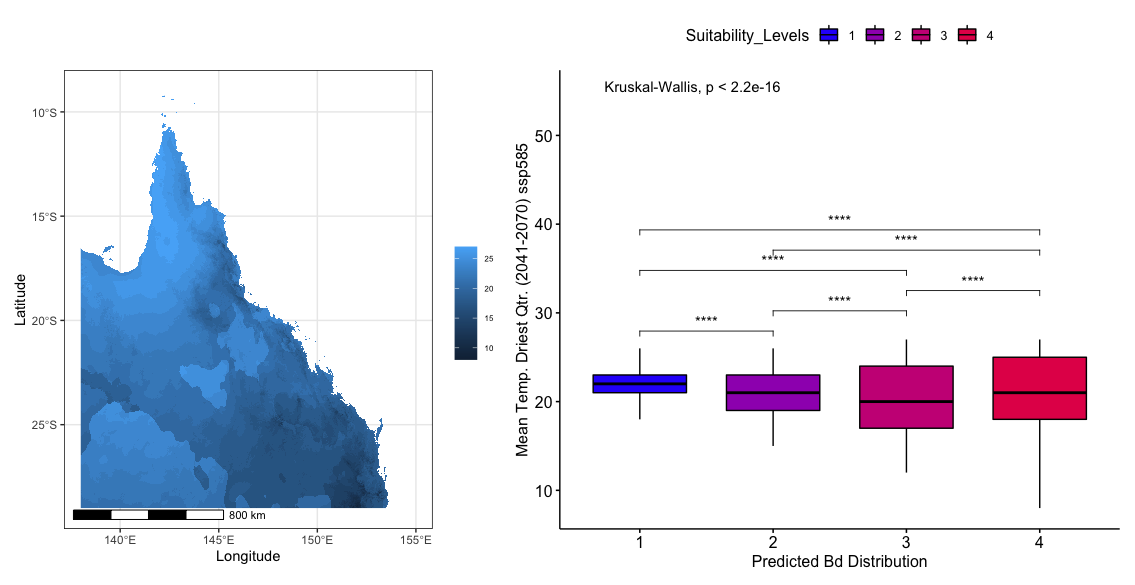 Suitability_Levels 1 2 3 4
Kruskal-Wallis, p < 2.2e-16
Latitude
10°S
15°S
20°S
25°S
800 km
140°E 145°E 150°E 155°E
Longitude
25
20
15
10
Mean Temp. Driest Qtr. (2041-2070) ssp585
50
40
30
20
10
****
****
****
****
****
****
1 2 3 4
Predicted Bd Distribution